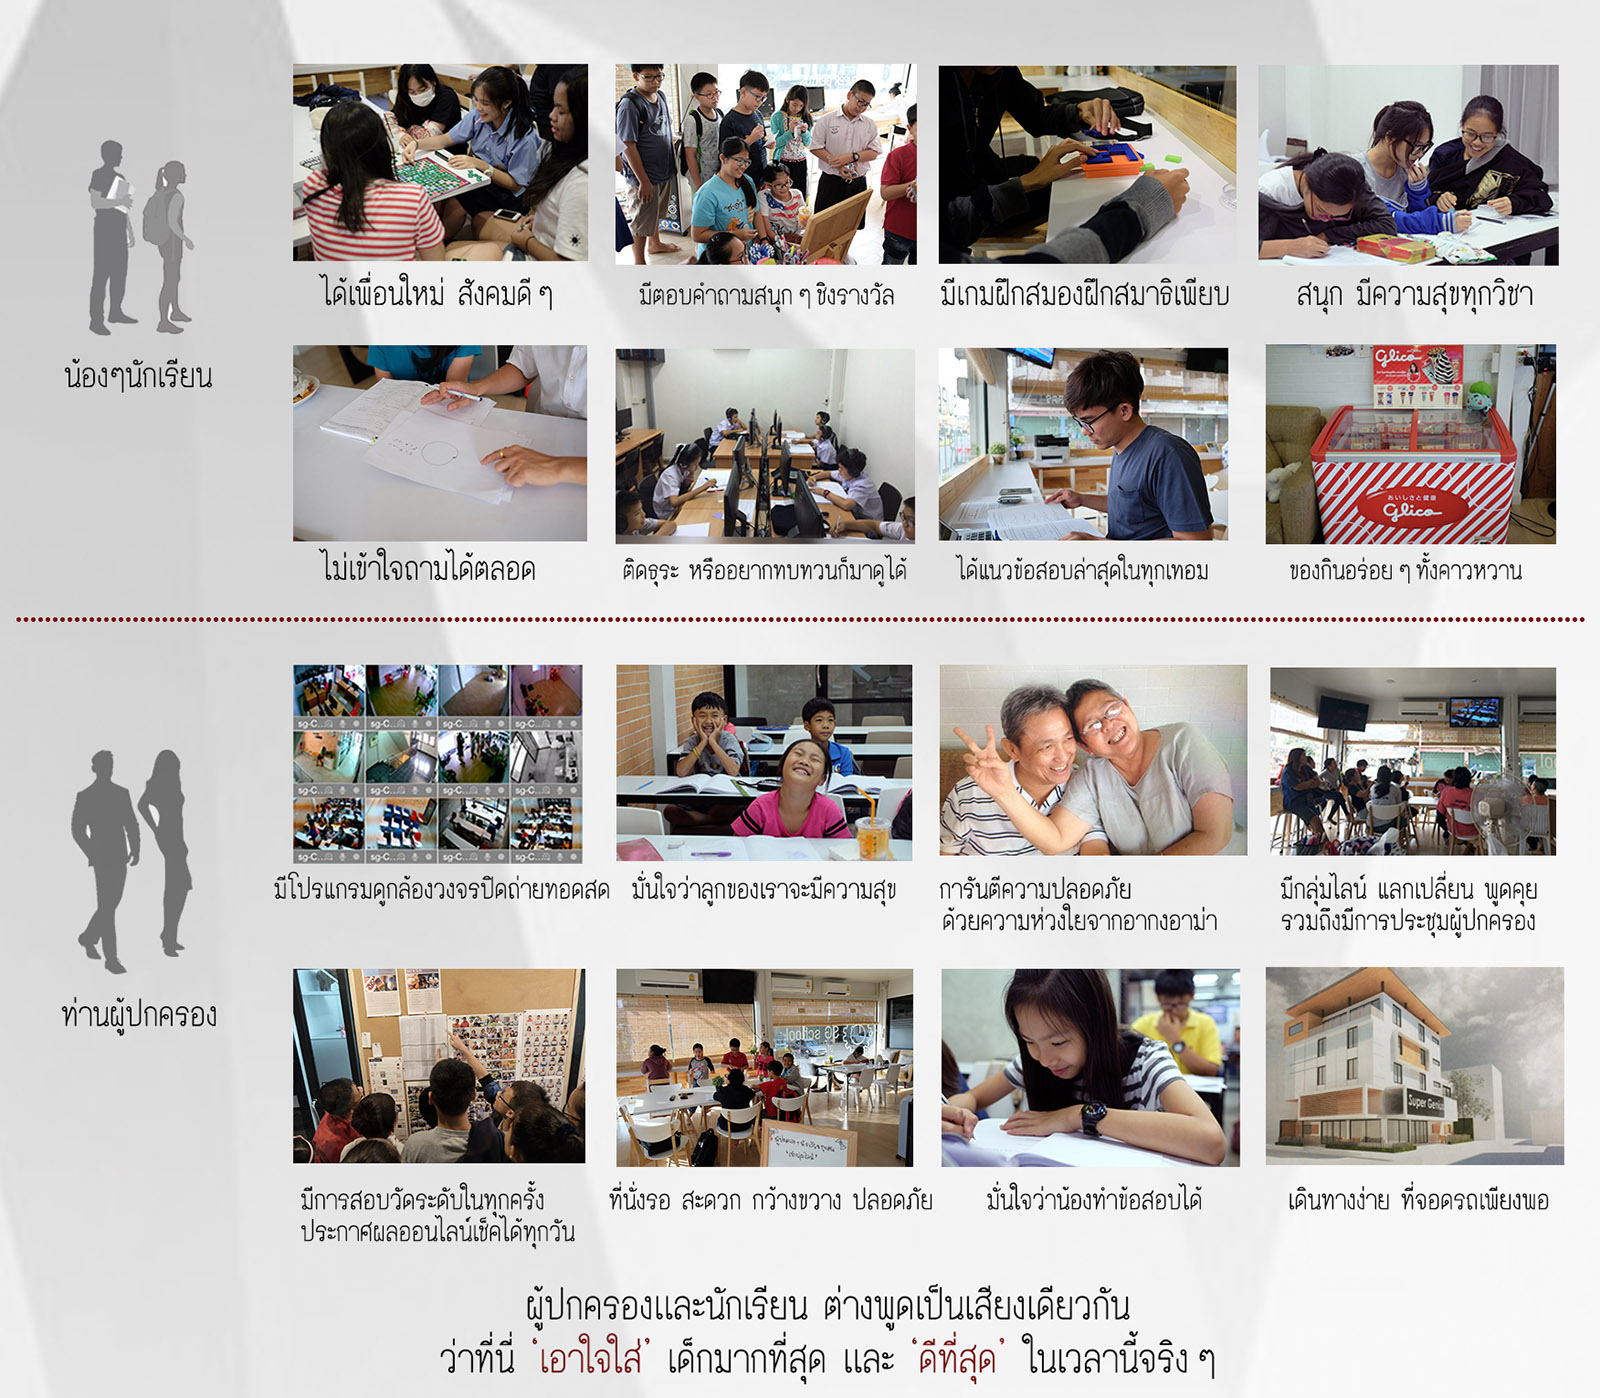 น้องๆนักเรียน
ได้เพื่อนใหม่ สังคมดี ๆ
มีตอบคำถามสนุก ๆ ชิงรางวัล
มีเกมฝึกสมองฝึกสมาธิเพียบ
สนุก มีความสุขทุกวิชา
glico
おいしさと健康
glico
ไม่เข้าใจถามได้ตลอด
ติดธุระ หรืออยากทบทวนก็มาดูได้
ได้แนวข้อสอบล่าสุดในทุกเทอม
ของกินอร่อย ๆ ทั้งคาวหวาน
ท่านผู้ปกครอง
sg-C... sg-C... sg-C... sg-C...
sg-C... sg-C... sg-C... sg-C...
sg-C... sg-C... sg-C... sg-C...
มีโปรแกรมดูกล้องวงจรปิดถ่ายทอดสด
มั่นใจว่าลูกของเราจะมีความสุข
การันตีความปลอดภัย
ด้วยความห่วงใยจากอากงอาม่า
มีกลุ่มไลน์ แลกเปลี่ยน พูดคุย
รวมถึงมีการประชุมผู้ปกครอง
SG school
Super Genius
มีการสอบวัดระดับในทุกครั้ง
ประกาศผลออนไลน์เช็คได้ทุกวัน
ที่นั่งรอ สะดวก กว้างขวาง ปลอดภัย
มั่นใจว่าน้องทำข้อสอบได้
เดินทางง่าย ที่จอดรถเพียงพอ
ผู้ปกครองและนักเรียน ต่างพูดเป็นเสียงเดียวกัน
ว่าที่นี่ ‘เอาใจใส่’ เด็กมากที่สุด และ ‘ดีที่สุด’ ในเวลานี้จริง ๆ